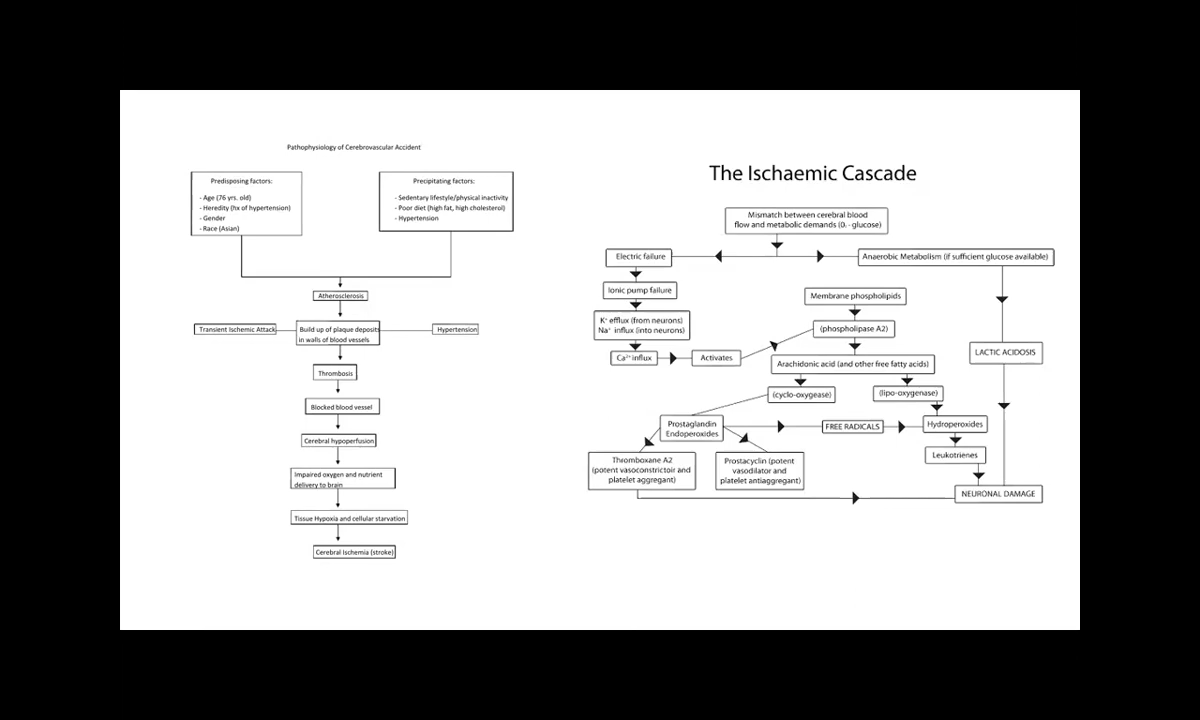 Pathophysiology of Cerebrovascular Accident
Predisposing factors:
- Age (76 yrs. old)
- Heredity (hx of hypertension)
- Gender
- Race (Asian)
Precipitating factors:
- Sedentary lifestyle/physical inactivity
- Poor diet (high fat, high cholesterol)
- Hypertension
Atherosclerosis
Transient Ischemic Attack
Build up of plaque deposits
in walls of blood vessels
Hypertension
Thrombosis
Blocked blood vessel
Cerebral hypoperfusion
Impaired oxygen and nutrient
delivery to brain
Tissue Hypoxia and cellular starvation
Cerebral Ischemia (stroke)
The Ischaemic Cascade
Mismatch between cerebral blood
flow and metabolic demands (0₂ - glucose)
Electric failure
Anaerobic Metabolism (if sufficient glucose available)
Ionic pump failure
Membrane phospholipids
K⁺ efflux (from neurons)
Na⁺ influx (into neurons)
(phospholipase A2)
Ca²⁺ influx
Activates
LACTIC ACIDOSIS
Arachidonic acid (and other free fatty acids)
(cyclo-oxygease)
(lipo-oxygenase)
Prostaglandin
Endoperoxides
FREE RADICALS
Hydroperoxides
Leukotrienes
Thromboxane A2
(potent vasoconstrictoir and
platelet aggregant)
Prostacyclin (potent
vasodilator and
platelet antiaggregant)
NEURONAL DAMAGE